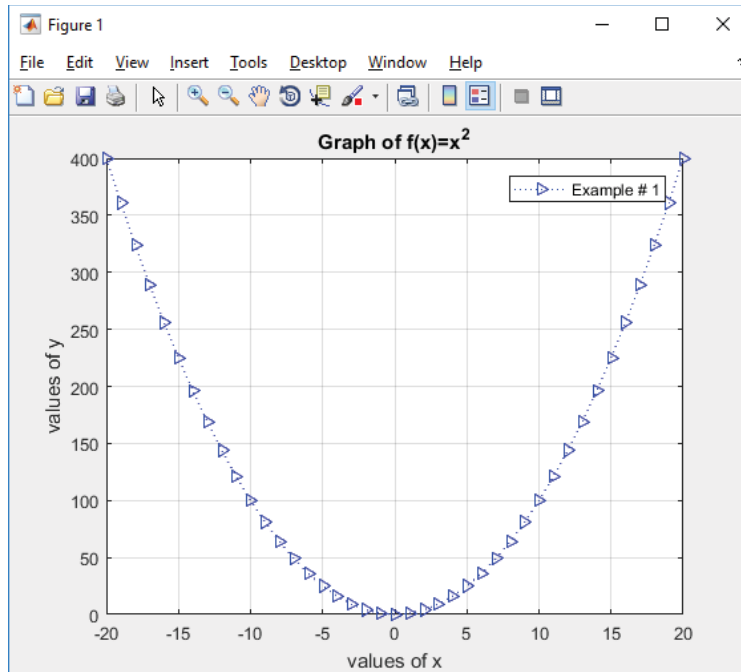 Figure 1
File Edit View Insert Tools Desktop Window Help
Graph of f(x)=x²
Example # 1
400
350
300
250
200
150
100
50
0
values of y
-20 -15 -10 -5 0 5 10 15 20
values of x